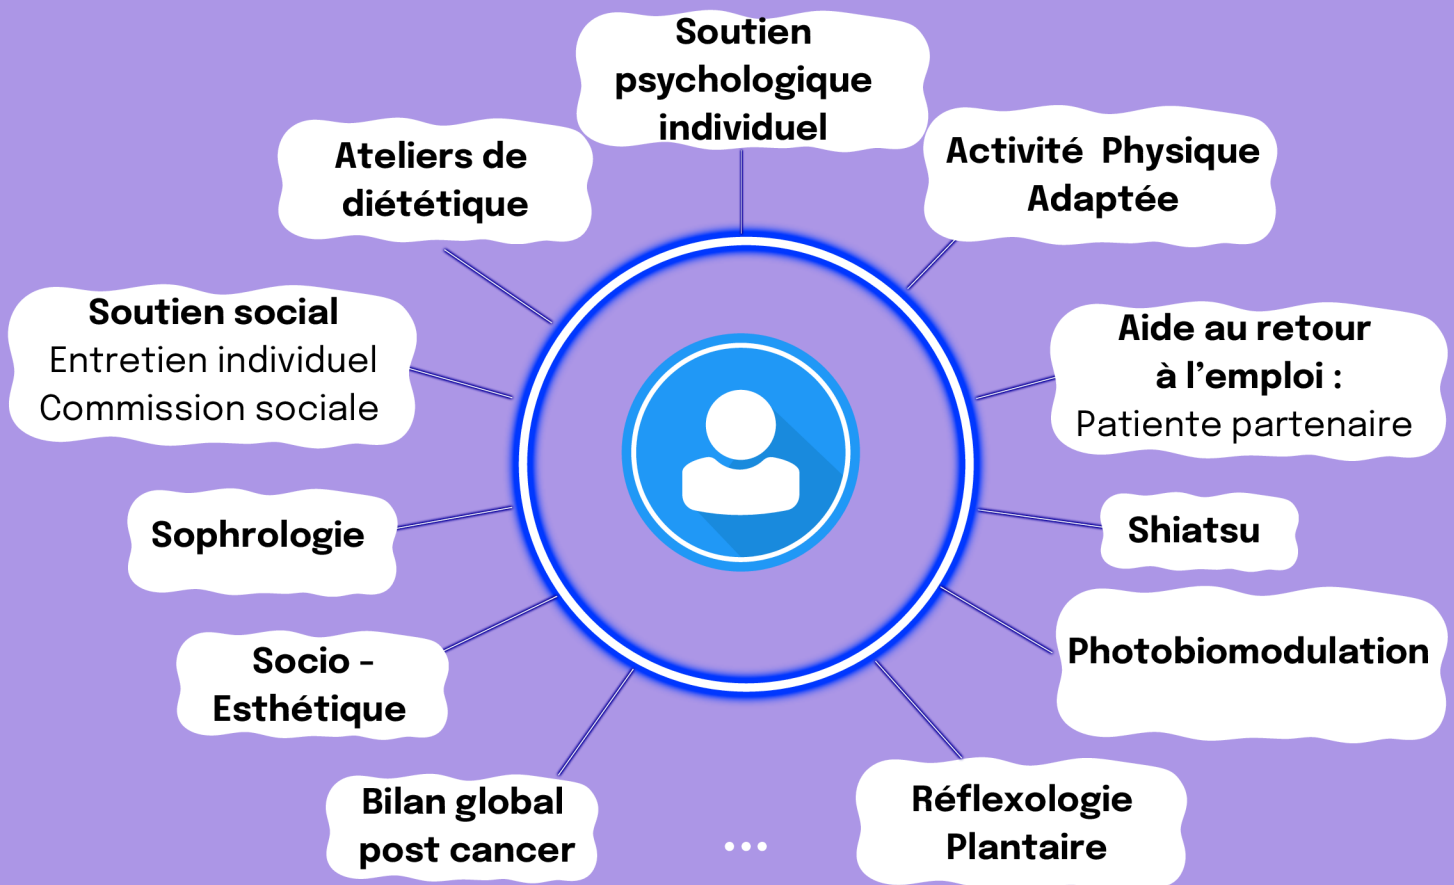 Soutien
psychologique
individuel
Ateliers de
diététique
Activité Physique
Adaptée
Soutien social
Entretien individuel
Commission sociale
Aide au retour
à l’emploi :
Patiente partenaire
Sophrologie
Shiatsu
Socio -
Esthétique
Photobiomodulation
Bilan global
post cancer
...
Réflexologie
Plantaire